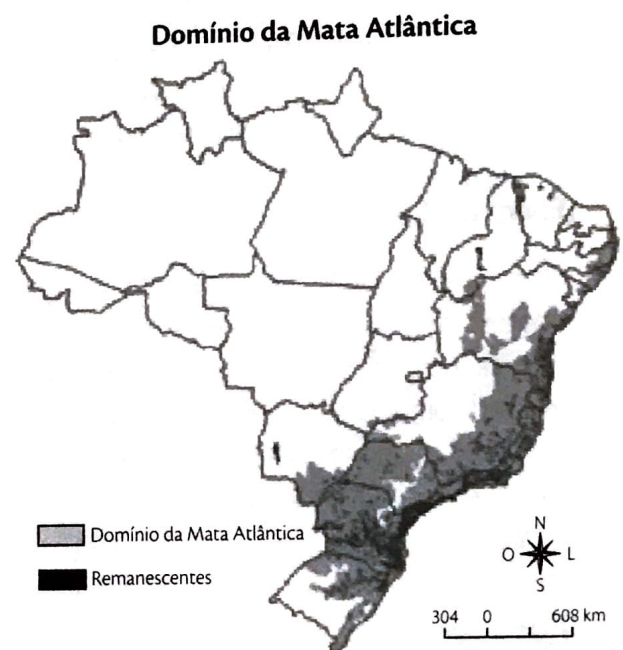 Domínio da Mata Atlântica
Domínio da Mata Atlântica
Remanescentes
N
O L
S
304 0 608 km